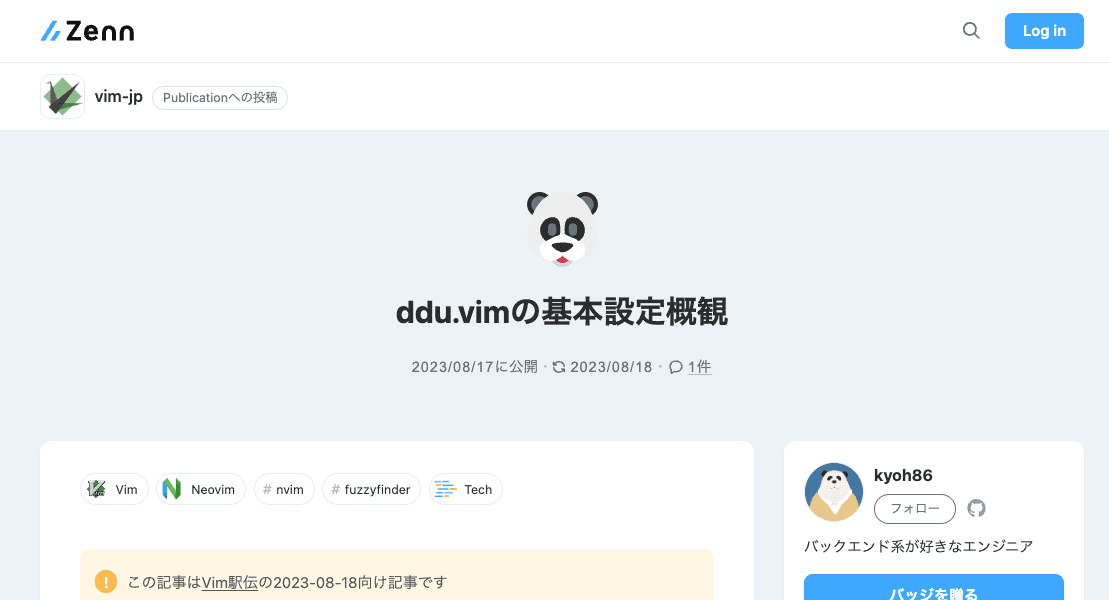 Zenn
Log in
vim-jp Publicationへの投稿
ddu.vimの基本設定概観
2023/08/17に公開 · 2023/08/18 · 1件
Vim Neovim # nvim # fuzzyfinder Tech
! この記事はVim駅伝の2023-08-18向け記事です
kyoh86
フォロー
バックエンド系が好きなエンジニア
バッジを贈る